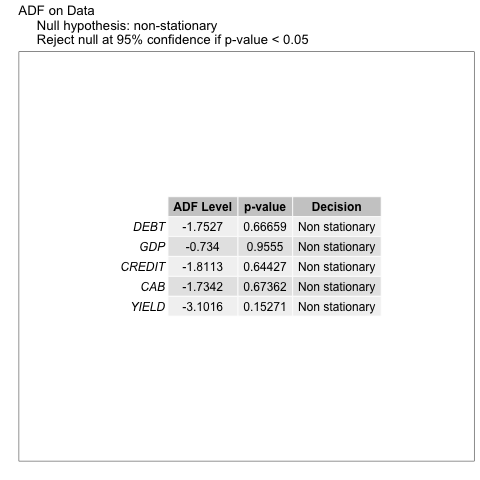 ADF on Data
Null hypothesis: non-stationary
Reject null at 95% confidence if p-value < 0.05
ADF Level p-value Decision
DEBT -1.7527 0.66659 Non stationary
GDP -0.734 0.9555 Non stationary
CREDIT -1.8113 0.64427 Non stationary
CAB -1.7342 0.67362 Non stationary
YIELD -3.1016 0.15271 Non stationary